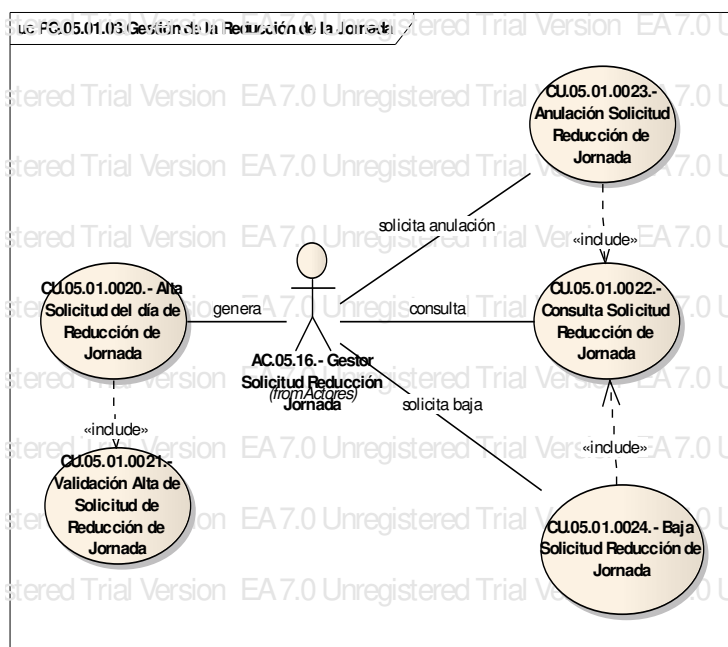 uc PC.05.01.03 Gestión de la Reducción de la Jornada
EA 7.0 Unregistered Trial Version
CU.05.01.0023.-
Anulación Solicitud
Reducción de
Jornada
solicita anulación
«include»
CU.05.01.0020.- Alta
Solicitud del día de
Reducción de
Jornada
genera
AC.05.16.- Gestor
Solicitud Reducción
Jornada
(from Actores)
consulta
CU.05.01.0022.-
Consulta Solicitud
Reducción de
Jornada
solicita baja
«include»
CU.05.01.0021.-
Validación Alta de
Solicitud de
Reducción de
Jornada
«include»
CU.05.01.0024.- Baja
Solicitud Reducción de
Jornada